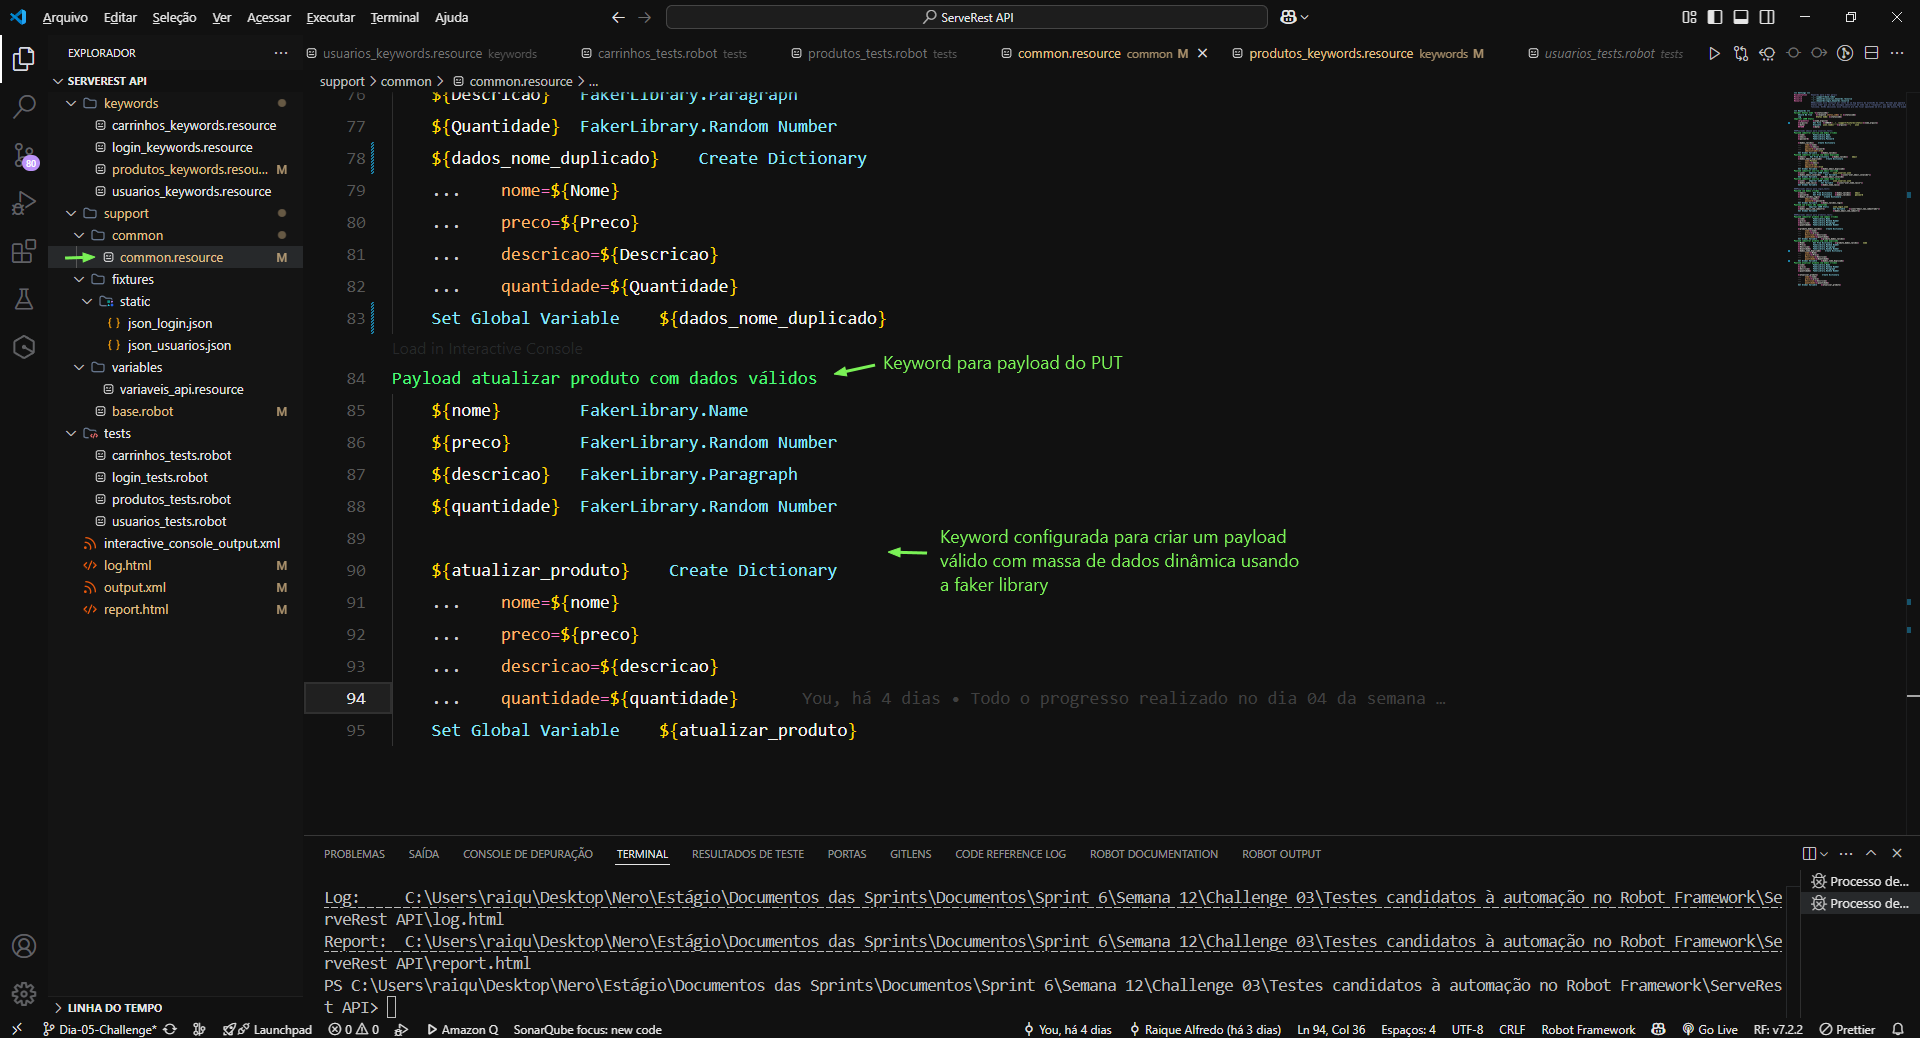 Arquivo Editar Seleção Ver Acessar Executar Terminal Ajuda
ServeRest API
EXPLORADOR
SERVEREST API
keywords
carrinhos_keywords.resource
login_keywords.resource
produtos_keywords.resou... M
usuarios_keywords.resource
support
common
common.resource M
fixtures
static
json_login.json
json_usuarios.json
variables
variaveis_api.resource
base.robot M
tests
carrinhos_tests.robot
login_tests.robot
produtos_tests.robot
usuarios_tests.robot
interactive_console_output.xml
log.html M
output.xml M
report.html M
LINHA DO TEMPO
80
usuarios_keywords.resource keywords
carrinhos_tests.robot tests
produtos_tests.robot tests
common.resource common M
produtos_keywords.resource keywords M
usuarios_tests.robot tests
support > common > common.resource > ...
76 ${Descricao} FakerLibrary.Paragraph
77 ${Quantidade} FakerLibrary.Random Number
78 ${dados_nome_duplicado} Create Dictionary
79 ... nome=${Nome}
80 ... preco=${Preco}
81 ... descricao=${Descricao}
82 ... quantidade=${Quantidade}
83 Set Global Variable ${dados_nome_duplicado}
Load in Interactive Console
84 Payload atualizar produto com dados válidos
Keyword para payload do PUT
85 ${nome} FakerLibrary.Name
86 ${preco} FakerLibrary.Random Number
87 ${descricao} FakerLibrary.Paragraph
88 ${quantidade} FakerLibrary.Random Number
89
Keyword configurada para criar um payload
válido com massa de dados dinâmica usando
a faker library
90 ${atualizar_produto} Create Dictionary
91 ... nome=${nome}
92 ... preco=${preco}
93 ... descricao=${descricao}
94 ... quantidade=${quantidade} You, há 4 dias • Todo o progresso realizado no dia 04 da semana …
95 Set Global Variable ${atualizar_produto}
PROBLEMAS SAÍDA CONSOLE DE DEPURAÇÃO TERMINAL RESULTADOS DE TESTE PORTAS GITLENS CODE REFERENCE LOG ROBOT DOCUMENTATION ROBOT OUTPUT
Log: C:\Users\raiqu\Desktop\Nero\Estágio\Documentos das Sprints\Documentos\Sprint 6\Semana 12\Challenge 03\Testes candidatos à automação no Robot Framework\Se
rveRest API\log.html
Report: C:\Users\raiqu\Desktop\Nero\Estágio\Documentos das Sprints\Documentos\Sprint 6\Semana 12\Challenge 03\Testes candidatos à automação no Robot Framework\Se
rveRest API\report.html
PS C:\Users\raiqu\Desktop\Nero\Estágio\Documentos das Sprints\Documentos\Sprint 6\Semana 12\Challenge 03\Testes candidatos à automação no Robot Framework\ServeRes
t API>
Processo de...
Processo de...
Dia-05-Challenge* Launchpad 0 0 Amazon Q SonarQube focus: new code You, há 4 dias Raique Alfredo (há 3 dias) Ln 94, Col 36 Espaços: 4 UTF-8 CRLF Robot Framework Go Live RF: v7.2.2 Prettier